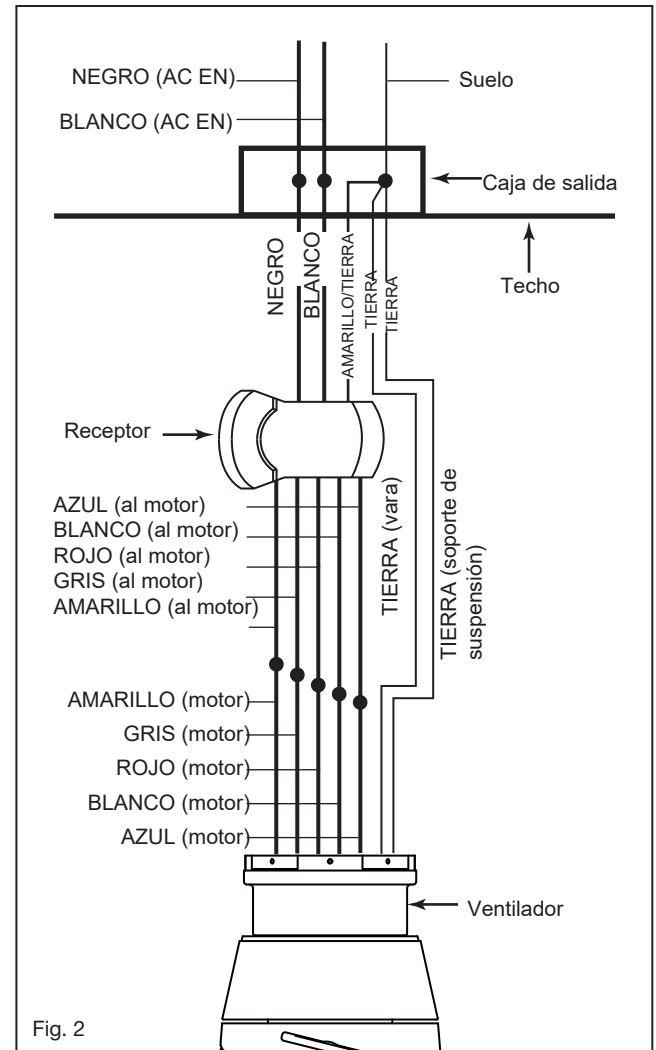 NEGRO (AC EN)
Suelo
BLANCO (AC EN)
Caja de salida
Techo
NEGRO
BLANCO
AMARILLO/TIERRA
TIERRA
TIERRA
Receptor
AZUL (al motor)
BLANCO (al motor)
ROJO (al motor)
GRIS (al motor)
AMARILLO (al motor)
TIERRA (vara)
TIERRA (soporte de
suspensión)
AMARILLO (motor)
GRIS (motor)
ROJO (motor)
BLANCO (motor)
AZUL (motor)
Ventilador
Fig. 2